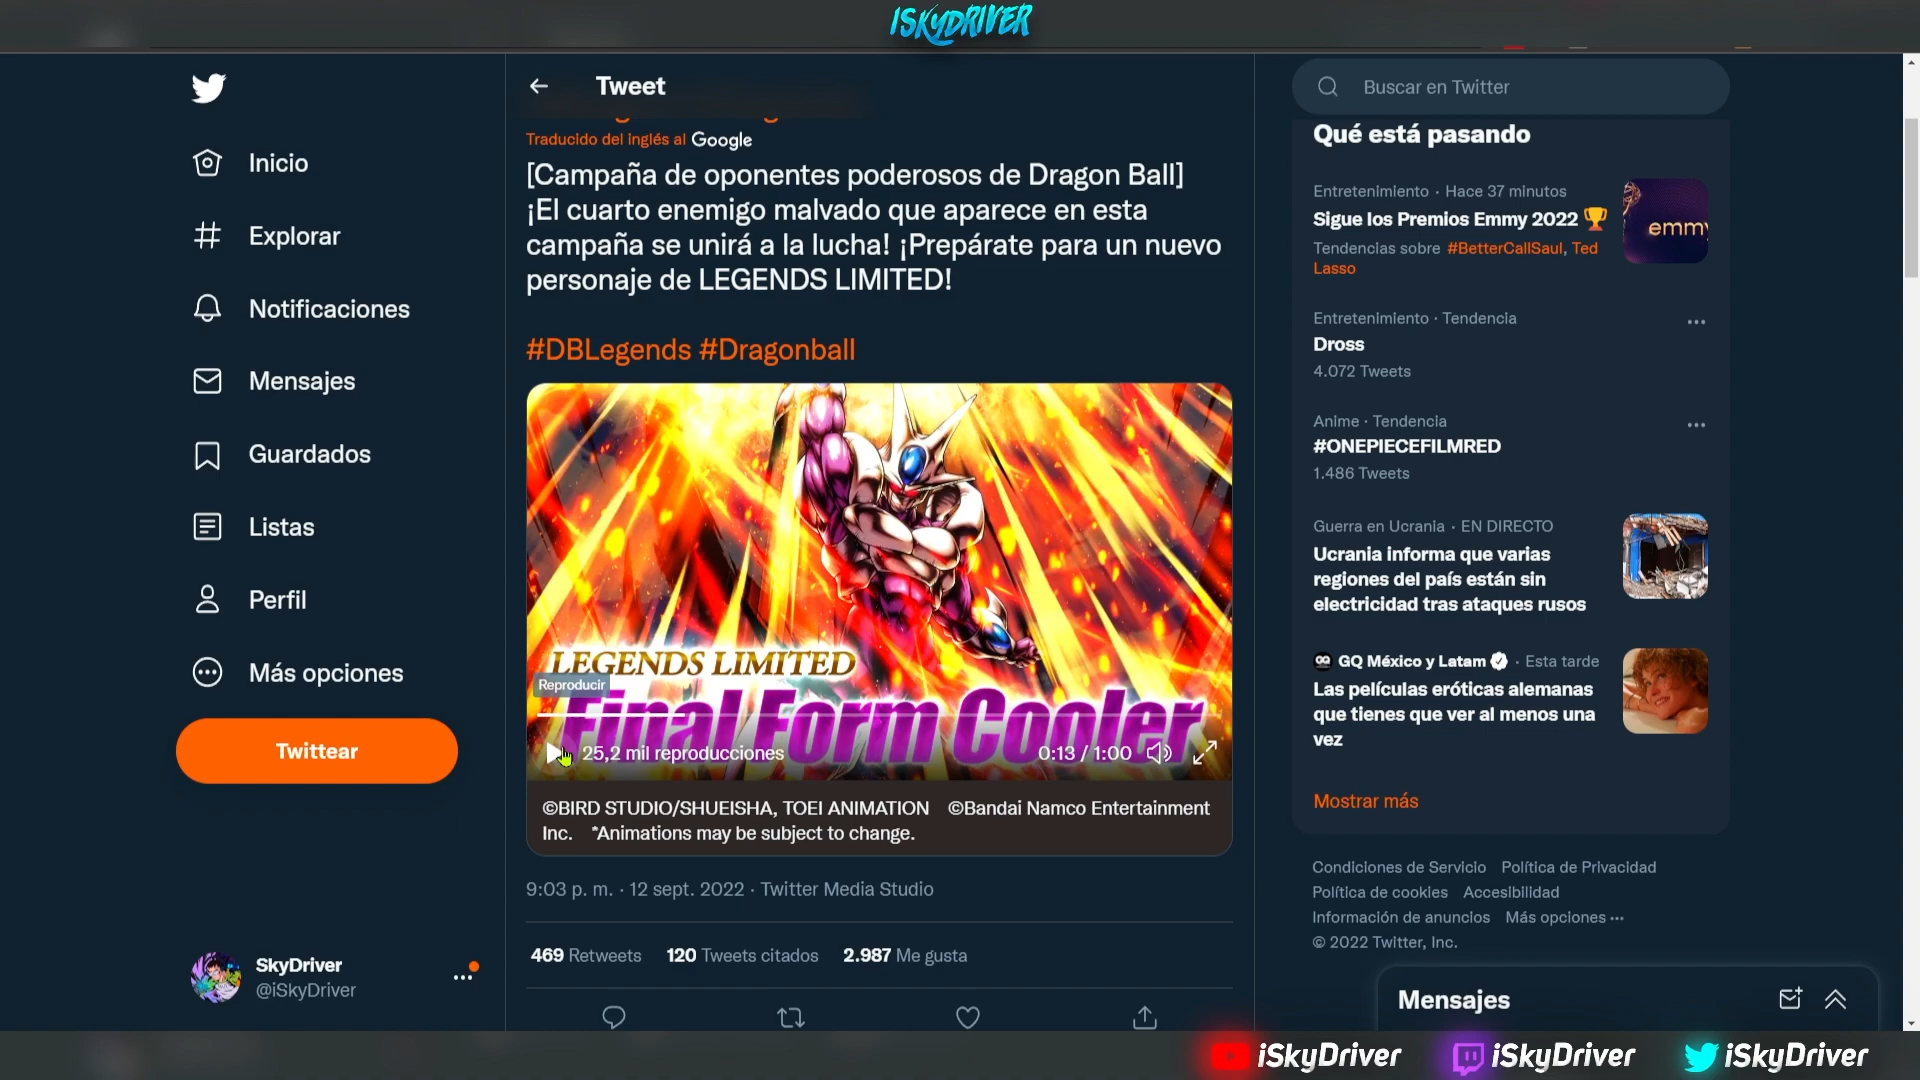 iSkyDriver
Tweet
Buscar en Twitter
Inicio
Explorar
Notificaciones
Mensajes
Guardados
Listas
Perfil
Más opciones
Twittear
SkyDriver
@iSkyDriver
Traducido del inglés al Google
[Campaña de oponentes poderosos de Dragon Ball]
¡El cuarto enemigo malvado que aparece en esta
campaña se unirá a la lucha! ¡Prepárate para un nuevo
personaje de LEGENDS LIMITED!
#DBLegends #Dragonball
LEGENDS LIMITED
Reproducir
Final Form Cooler
25,2 mil reproducciones
0:13 / 1:00
©BIRD STUDIO/SHUEISHA, TOEI ANIMATION ©Bandai Namco Entertainment
Inc. *Animations may be subject to change.
9:03 p. m. · 12 sept. 2022 · Twitter Media Studio
469 Retweets 120 Tweets citados 2.987 Me gusta
Qué está pasando
Entretenimiento · Hace 37 minutos
Sigue los Premios Emmy 2022 🏆
Tendencias sobre #BetterCallSaul, Ted
Lasso
emmy
Entretenimiento · Tendencia
Dross
4.072 Tweets
Anime · Tendencia
#ONEPIECEFILMRED
1.486 Tweets
Guerra en Ucrania · EN DIRECTO
Ucrania informa que varias
regiones del país están sin
electricidad tras ataques rusos
GQ México y Latam · Esta tarde
Las películas eróticas alemanas
que tienes que ver al menos una
vez
Mostrar más
Condiciones de Servicio Política de Privacidad
Política de cookies Accesibilidad
Información de anuncios Más opciones ···
© 2022 Twitter, Inc.
Mensajes
iSkyDriver iSkyDriver iSkyDriver